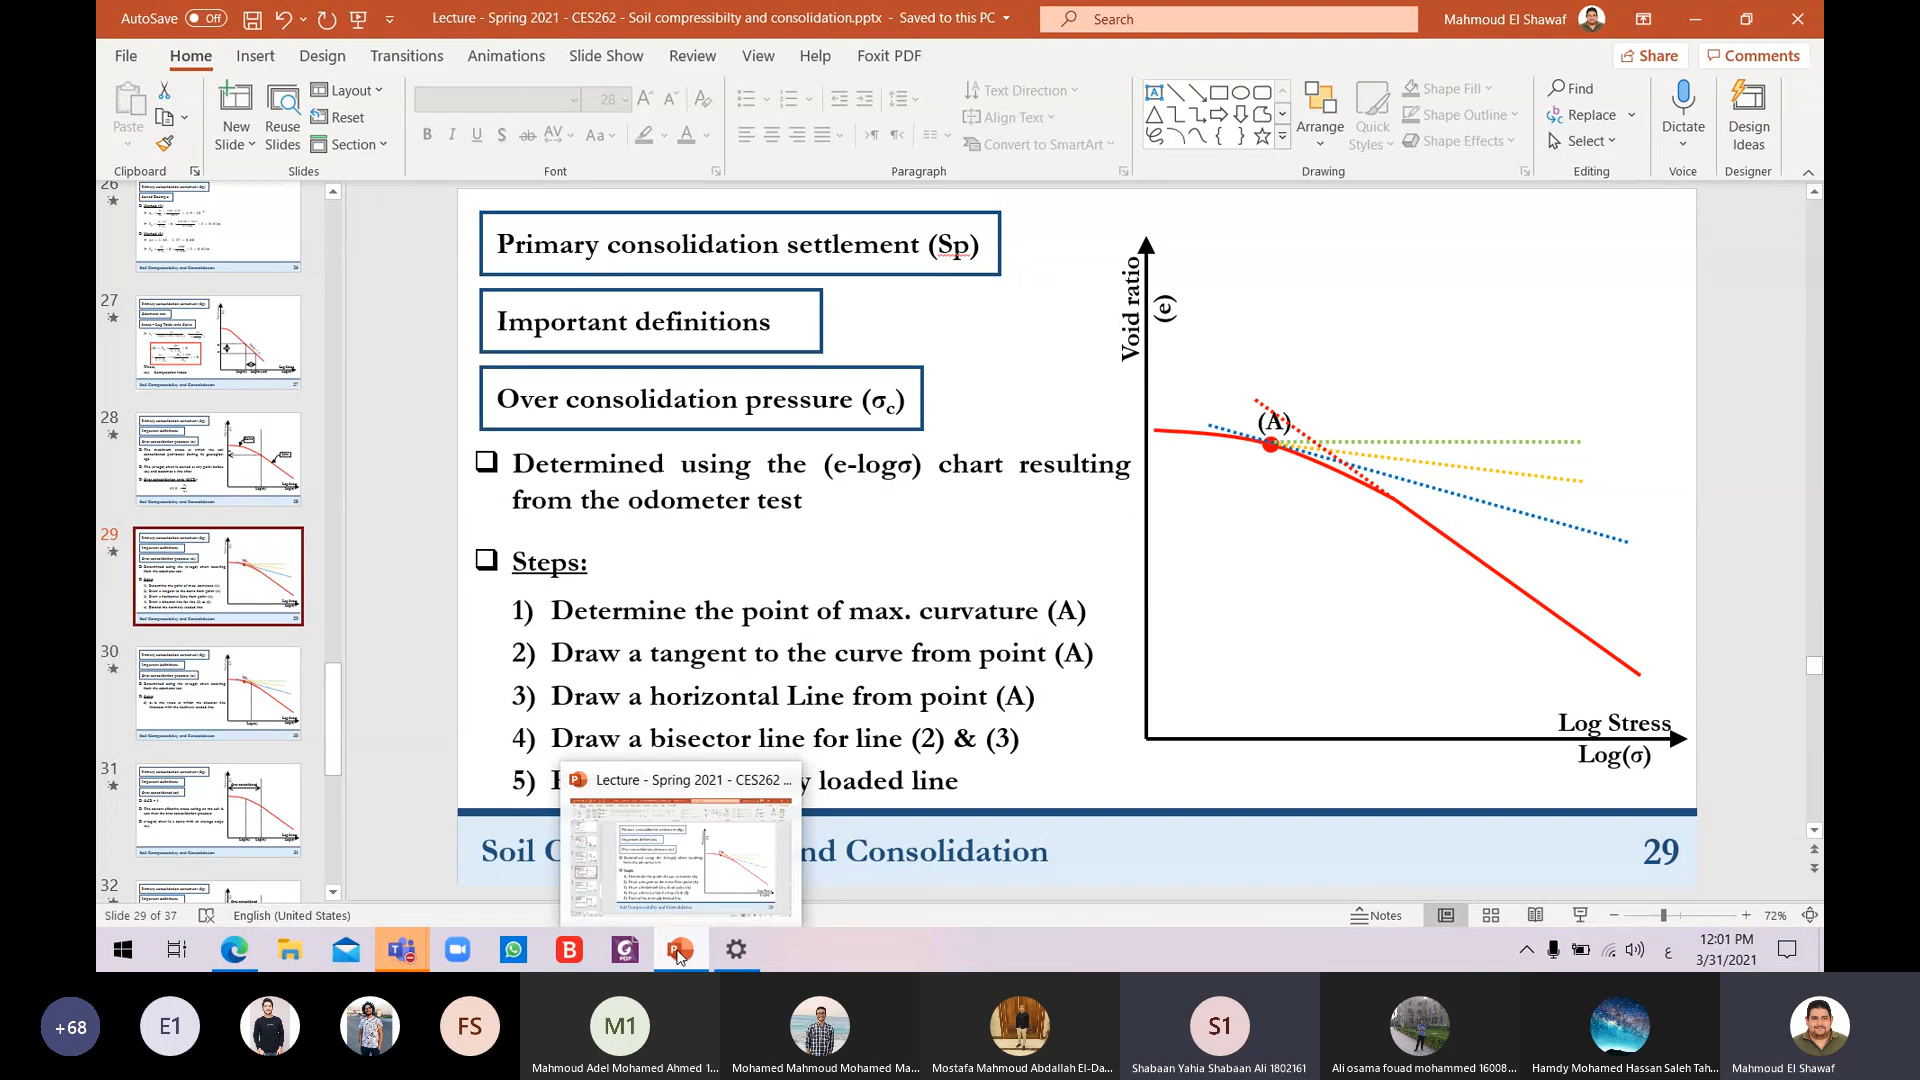 AutoSave Off
Lecture - Spring 2021 - CES262 - Soil compressibilty and consolidation.pptx - Saved to this PC
Search
Mahmoud El Shawaf
File Home Insert Design Transitions Animations Slide Show Review View Help Foxit PDF
Share
Comments
Paste
New Slide
Reuse Slides
Layout
Reset
Section
28
Text Direction
Align Text
Convert to SmartArt
Arrange
Quick Styles
Shape Fill
Shape Outline
Shape Effects
Find
Replace
Select
Dictate
Design Ideas
Clipboard
Slides
Font
Paragraph
Drawing
Editing
Voice
Designer
26
27
28
29
30
31
32
Primary consolidation settlement (Sp)
Important definitions
Over consolidation pressure (σc)
❑ Determined using the (e-logσ) chart resulting
from the odometer test
❑ Steps:
1) Determine the point of max. curvature (A)
2) Draw a tangent to the curve from point (A)
3) Draw a horizontal Line from point (A)
4) Draw a bisector line for line (2) & (3)
5)
y loaded line
Void ratio
(e)
(A)
Log Stress
Log(σ)
Lecture - Spring 2021 - CES262 ...
Soil C
nd Consolidation
29
Slide 29 of 37
English (United States)
Notes
72%
12:01 PM
3/31/2021
ع
+68
E1
FS
M1
S1
Mahmoud Adel Mohamed Ahmed 1...
Mohamed Mahmoud Mohamed Ma...
Mostafa Mahmoud Abdallah El-Da...
Shabaan Yahia Shabaan Ali 1802161
Ali osama fouad mohammed 16008...
Hamdy Mohamed Hassan Saleh Tah...
Mahmoud El Shawaf